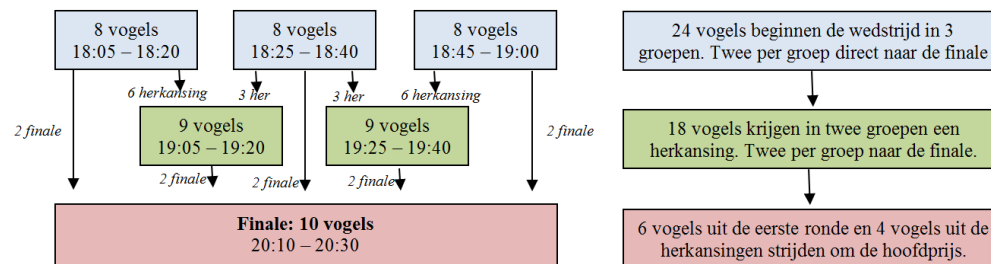 8 vogels
18:05 – 18:20
8 vogels
18:25 – 18:40
8 vogels
18:45 – 19:00
24 vogels beginnen de wedstrijd in 3
groepen. Twee per groep direct naar de finale
6 herkansing
3 her
3 her
6 herkansing
2 finale
9 vogels
19:05 – 19:20
9 vogels
19:25 – 19:40
2 finale
18 vogels krijgen in twee groepen een
herkansing. Twee per groep naar de finale.
2 finale
2 finale
2 finale
Finale: 10 vogels
20:10 – 20:30
6 vogels uit de eerste ronde en 4 vogels uit de
herkansingen strijden om de hoofdprijs.